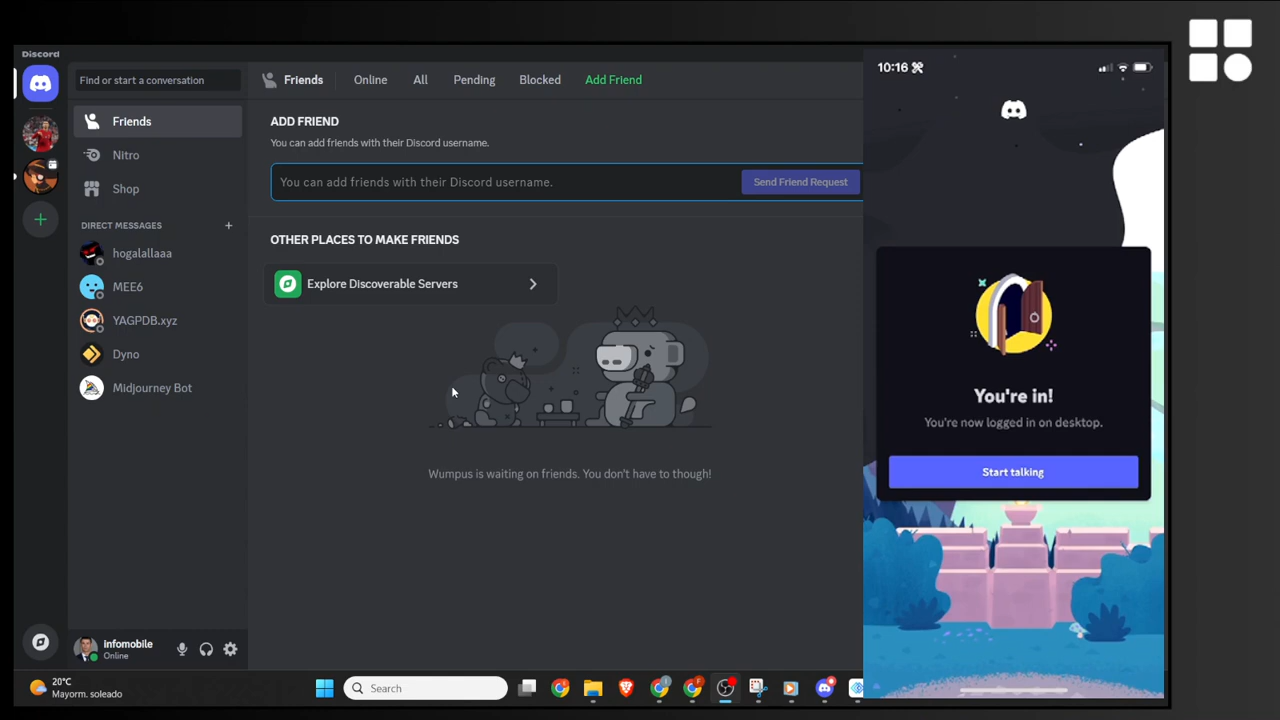 Discord
Find or start a conversation
Friends
Nitro
Shop
DIRECT MESSAGES
hogalallaaa
MEE6
YAGPDB.xyz
Dyno
Midjourney Bot
infomobile
Online
Friends
Online
All
Pending
Blocked
Add Friend
ADD FRIEND
You can add friends with their Discord username.
You can add friends with their Discord username.
Send Friend Request
OTHER PLACES TO MAKE FRIENDS
Explore Discoverable Servers
Wumpus is waiting on friends. You don't have to though!
10:16
You're in!
You're now logged in on desktop.
Start talking
20°C
Mayorm. soleado
Search